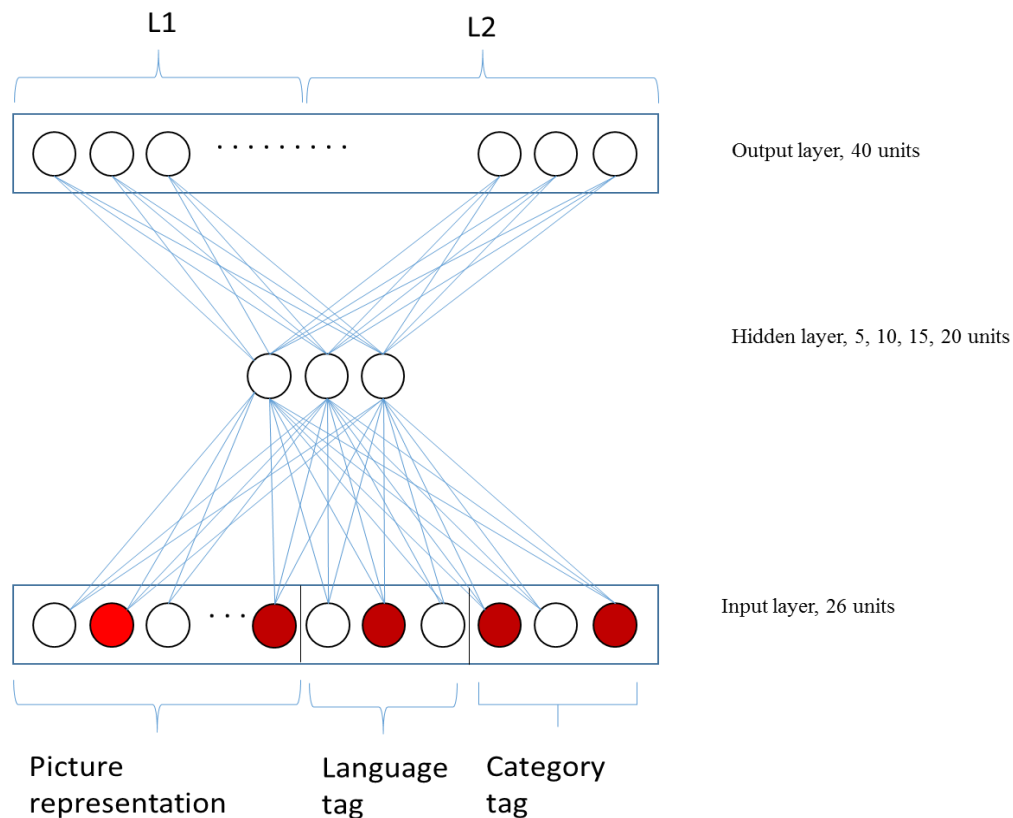 L1
L2
Output layer, 40 units
Hidden layer, 5, 10, 15, 20 units
Input layer, 26 units
Picture
representation
Language
tag
Category
tag